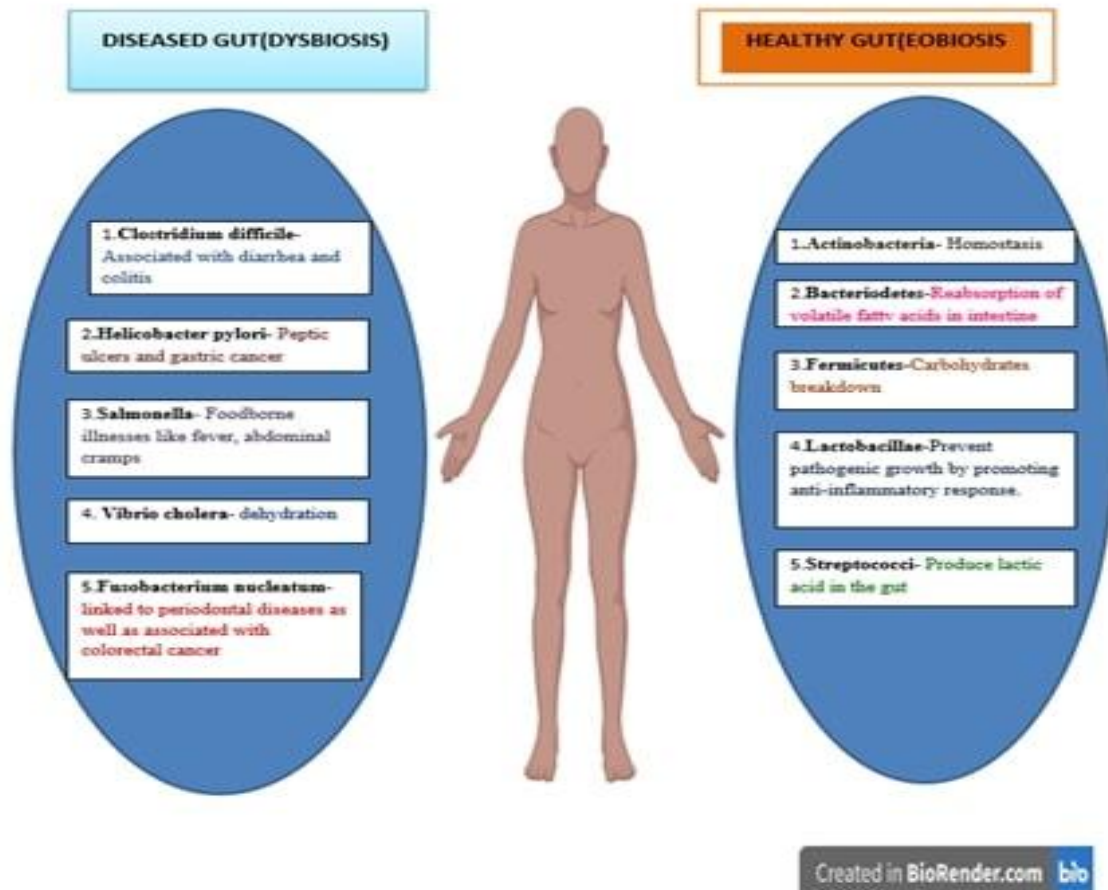 DISEASED GUT(DYSBIOSIS)
HEALTHY GUT(EOBIOSIS
1.Clostridium difficile-
Associated with diarrhea and
colitis
2.Helicobacter pylori- Peptic
ulcers and gastric cancer
3.Salmonella- Foodborne
illnesses like fever, abdominal
cramps
4. Vibrio cholera- dehydration
5.Fusobacterium nucleatum-
linked to periodontal diseases as
well as associated with
colorectal cancer
1.Actinobacteria- Homostasis
2.Bacteriodetes-Reabsorption of
volatile fatty acids in intestine
3.Fermicutes-Carbohydrates
breakdown
4.Lactobacillae-Prevent
pathogenic growth by promoting
anti-inflammatory response.
5.Streptococci- Produce lactic
acid in the gut
Created in BioRender.com bio